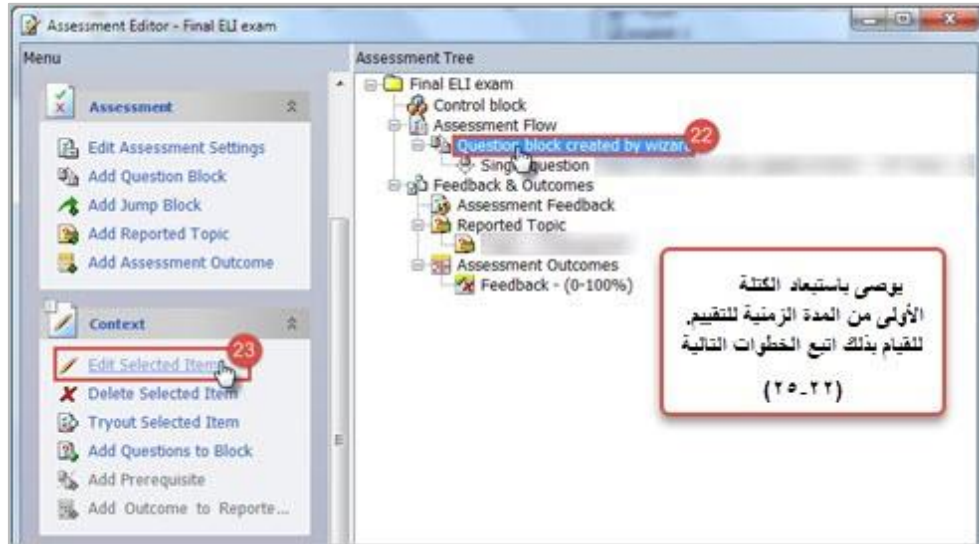 Assessment Editor - Final ELI exam
Menu
Assessment
Edit Assessment Settings
Add Question Block
Add Jump Block
Add Reported Topic
Add Assessment Outcome
Context
23
Edit Selected Item
Delete Selected Item
Tryout Selected Item
Add Questions to Block
Add Prerequisite
Add Outcome to Reporte...
Assessment Tree
Final ELI exam
Control block
Assessment Flow
22
Question block created by wizard
question
Feedback & Outcomes
Assessment Feedback
Reported Topic
Assessment Outcomes
Feedback - (0-100%)
يوصى باستبعاد الكتلة
الأولى من المدة الزمنية للتقييم.
للقيام بذلك اتبع الخطوات التالية
(٢٢-٢٥)